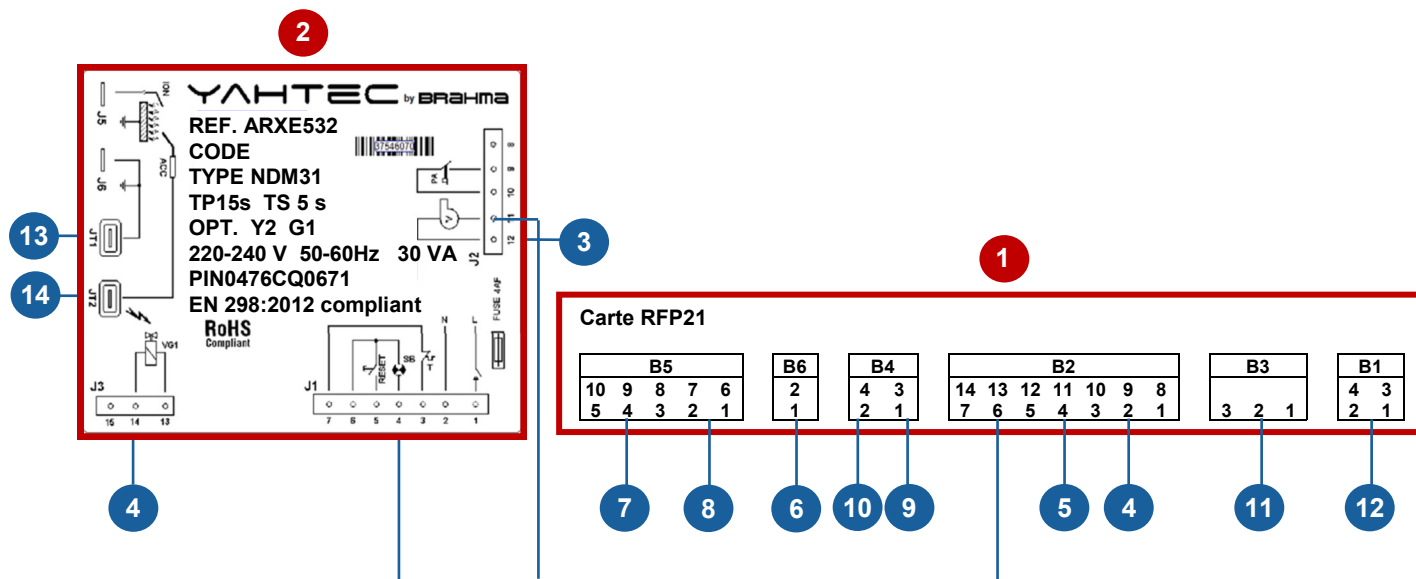 2
YAHTEC by BRAHMA
REF. ARXE532
CODE
TYPE NDM31
TP15s TS 5 s
OPT. Y2 G1
220-240 V 50-60Hz 30 VA
PIN0476CQ0671
EN 298:2012 compliant
RoHS
Compliant
37546070
J5
ION
J6
ACC
JT1
JT2
VG1
J3
15 14 13
J1
RESET
SB
T
N
L
7 6 5 4 3 2 1
FUSE 4AF
PA
V
J2
8
9
10
11
12
13
14
3
4
1
Carte RFP21
B5
10 9 8 7 6
5 4 3 2 1
B6
2
1
B4
4 3
2 1
B2
14 13 12 11 10 9 8
7 6 5 4 3 2 1
B3
3 2 1
B1
4 3
2 1
7
8
6
10
9
5
4
11
12